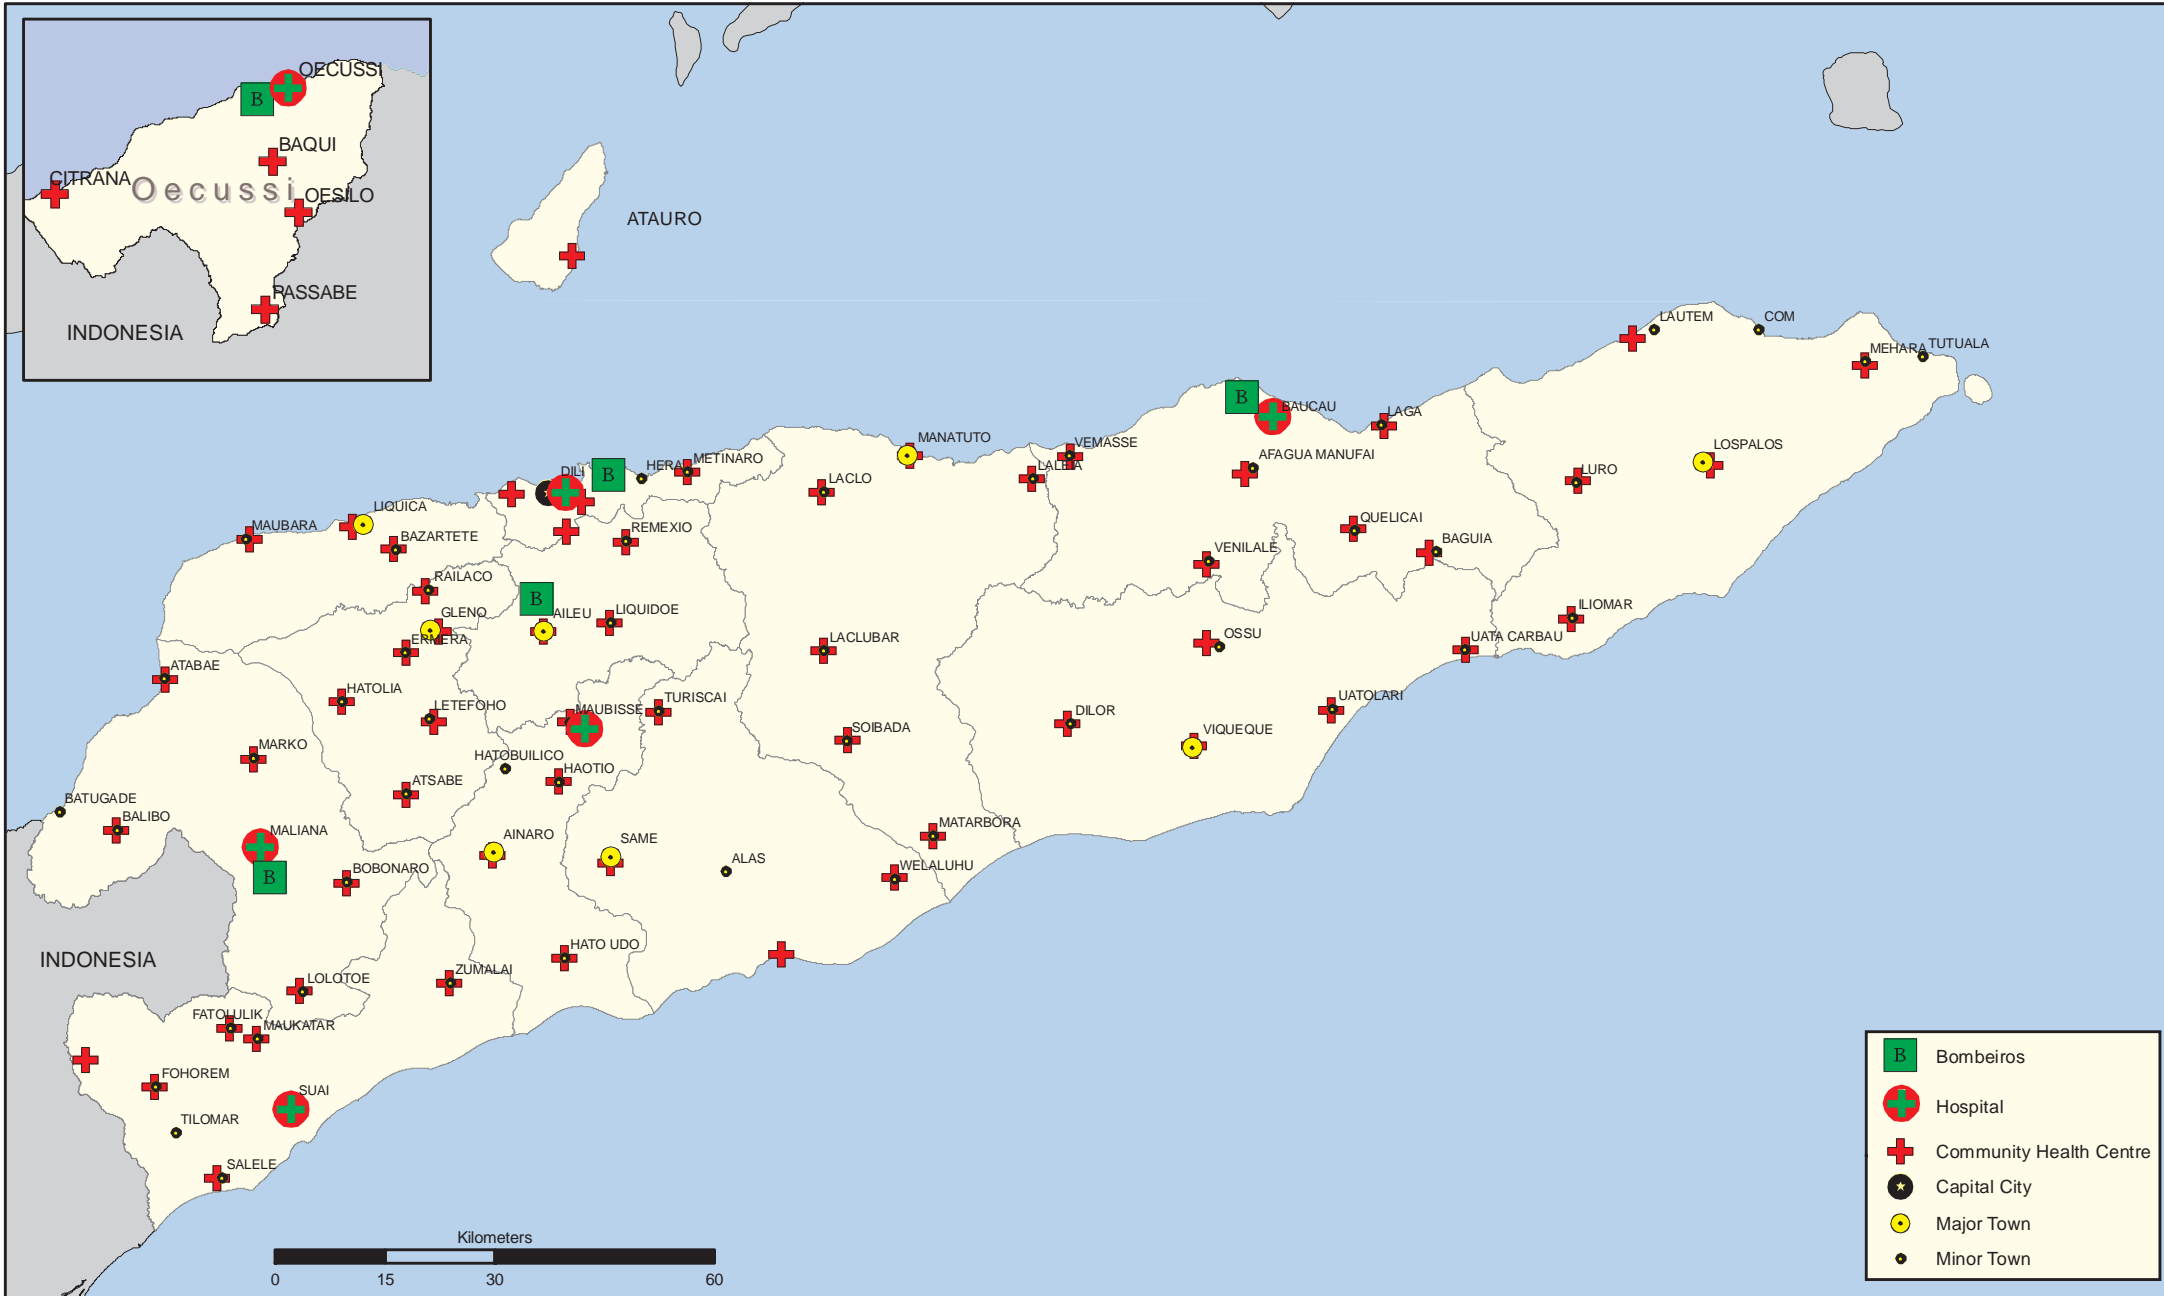 OECUSSI
B
BAQUI
CITRANA
Oecussi
OESILO
PASSABE
INDONESIA
ATAURO
LAUTEM
COM
MEHARA
TUTUALA
B
BAUCAU
LAGA
MANATUTO
VEMASSE
LOSPALOS
AFAGUA MANUFAI
DILI
B
HERA
METINARO
LALEIA
LURO
LACLO
LIQUICA
MAUBARA
BAZARTETE
REMEXIO
QUELICAI
BAGUIA
VENILALE
RAILACO
B
GLENO
AILEU
LIQUIDOE
ILIOMAR
ERMERA
LACLUBAR
OSSU
UATA CARBAU
ATABAE
HATOLIA
LETEFOHO
MAUBISSE
TURISCAI
DILOR
UATOLARI
SOIBADA
VIQUEQUE
MARKO
HATOBUILICO
HAOTIO
ATSABE
BATUGADE
BALIBO
MALIANA
AINARO
SAME
MATARBORA
B
BOBONARO
ALAS
WELALUHU
INDONESIA
HATO UDO
LOLOTOE
ZUMALAI
FATOLULIK
MAUKATAR
FOHOREM
SUAI
TILOMAR
SALELE
Kilometers
0 15 30 60
B Bombeiros
Hospital
Community Health Centre
Capital City
Major Town
Minor Town